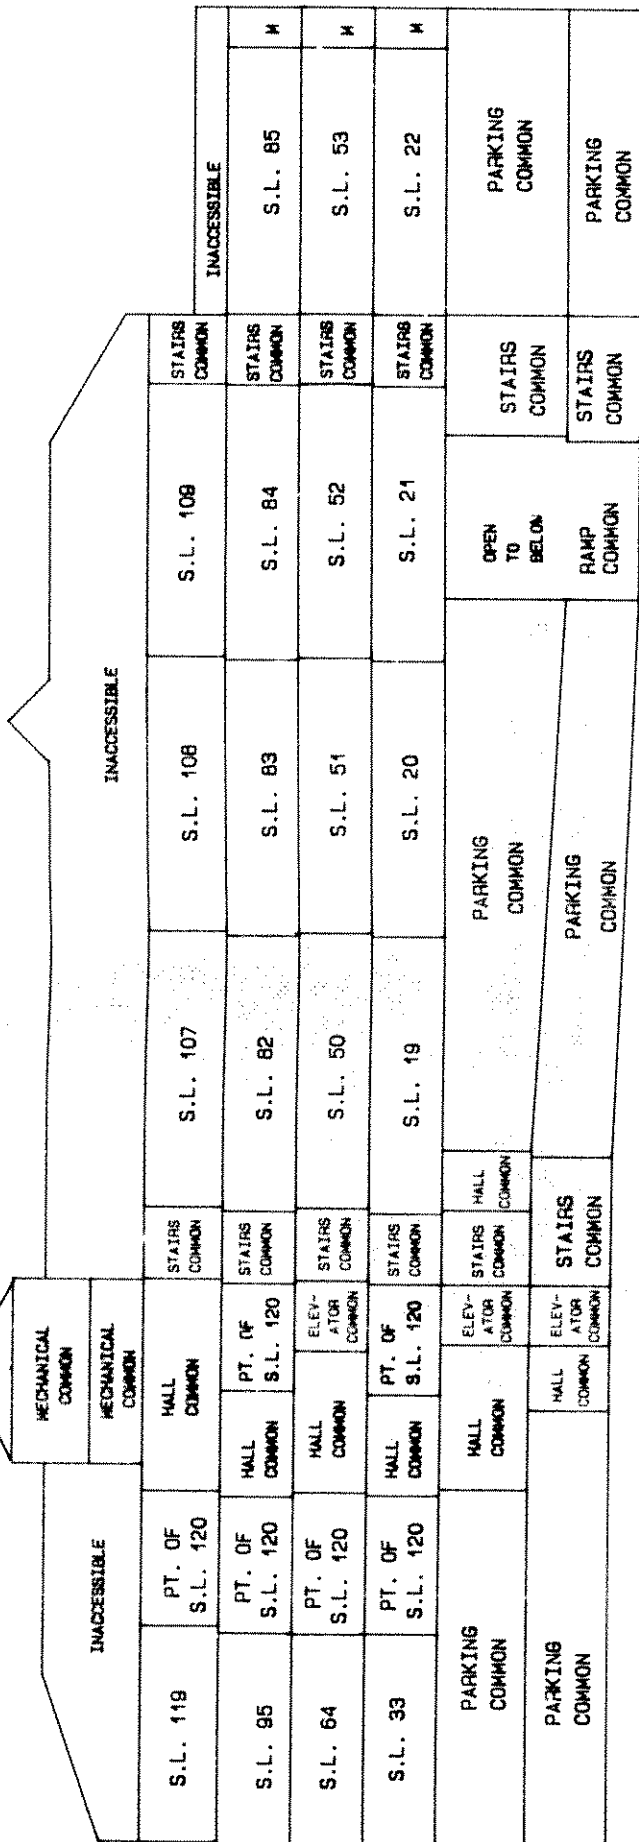 MECHANICAL
COMMON
MECHANICAL
COMMON
INACCESSIBLE
INACCESSIBLE
S.L. 119
PT. OF
S.L. 120
HALL
COMMON
STAIRS
COMMON
S.L. 107
S.L. 108
S.L. 109
STAIRS
COMMON
INACCESSIBLE
S.L. 95
PT. OF
S.L. 120
HALL
COMMON
PT. OF
S.L. 120
STAIRS
COMMON
S.L. 82
S.L. 83
S.L. 84
STAIRS
COMMON
S.L. 85
S.L. 64
PT. OF
S.L. 120
HALL
COMMON
ELEV-
ATOR
COMMON
STAIRS
COMMON
S.L. 50
S.L. 51
S.L. 52
STAIRS
COMMON
S.L. 53
S.L. 33
PT. OF
S.L. 120
HALL
COMMON
PT. OF
S.L. 120
STAIRS
COMMON
S.L. 19
S.L. 20
S.L. 21
STAIRS
COMMON
S.L. 22
PARKING
COMMON
HALL
COMMON
ELEV-
ATOR
COMMON
STAIRS
COMMON
HALL
COMMON
PARKING
COMMON
OPEN
TO
BELOW
STAIRS
COMMON
PARKING
COMMON
PARKING
COMMON
HALL
COMMON
ELEV-
ATOR
COMMON
STAIRS
COMMON
PARKING
COMMON
RAMP
COMMON
STAIRS
COMMON
PARKING
COMMON